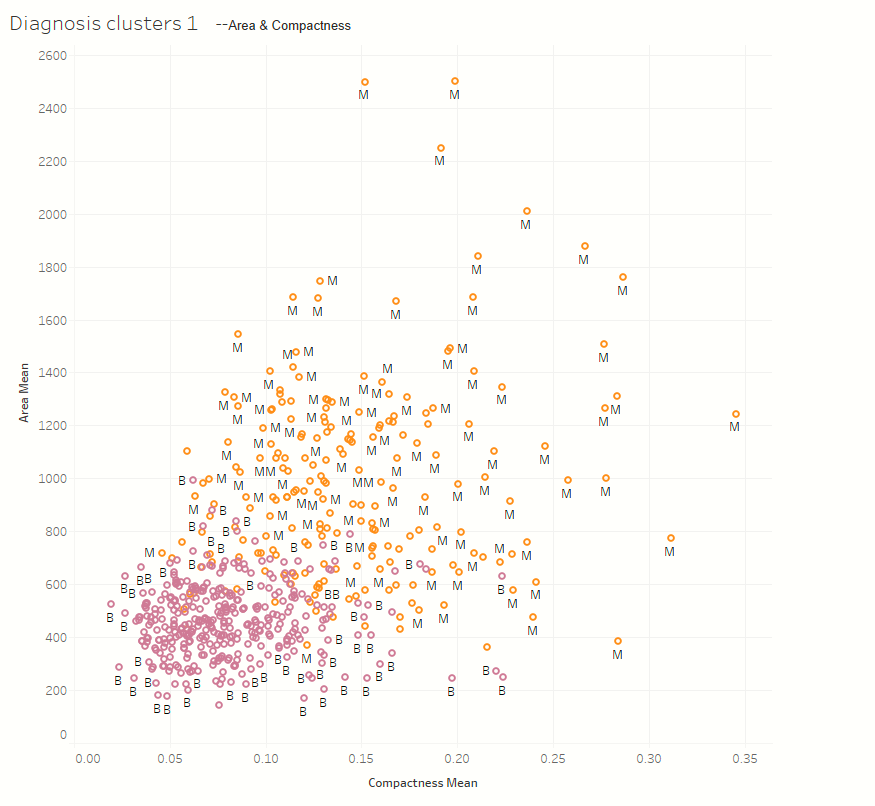 Diagnosis clusters 1 --Area & Compactness
2600
M M
2400
M
2200
M
2000
M
M
1800
M
M
M M M M
1600
M
M M M M M
1400
M M M M
M M M M M M
M M M M M M M
1200
M M M M
M M M M
M M M M
1000
B M M M M M
M M M M M
M M M M
B B M M M
800
B B M M M
M B B B M M
B B M
600
B B M M M
B B B B B M M
B B B M M M
400
B B B M
B B M B B
200
B B B B B B B B
B B B B B B B B
B B B B
0
0.00 0.05 0.10 0.15 0.20 0.25 0.30 0.35
Compactness Mean
Area Mean